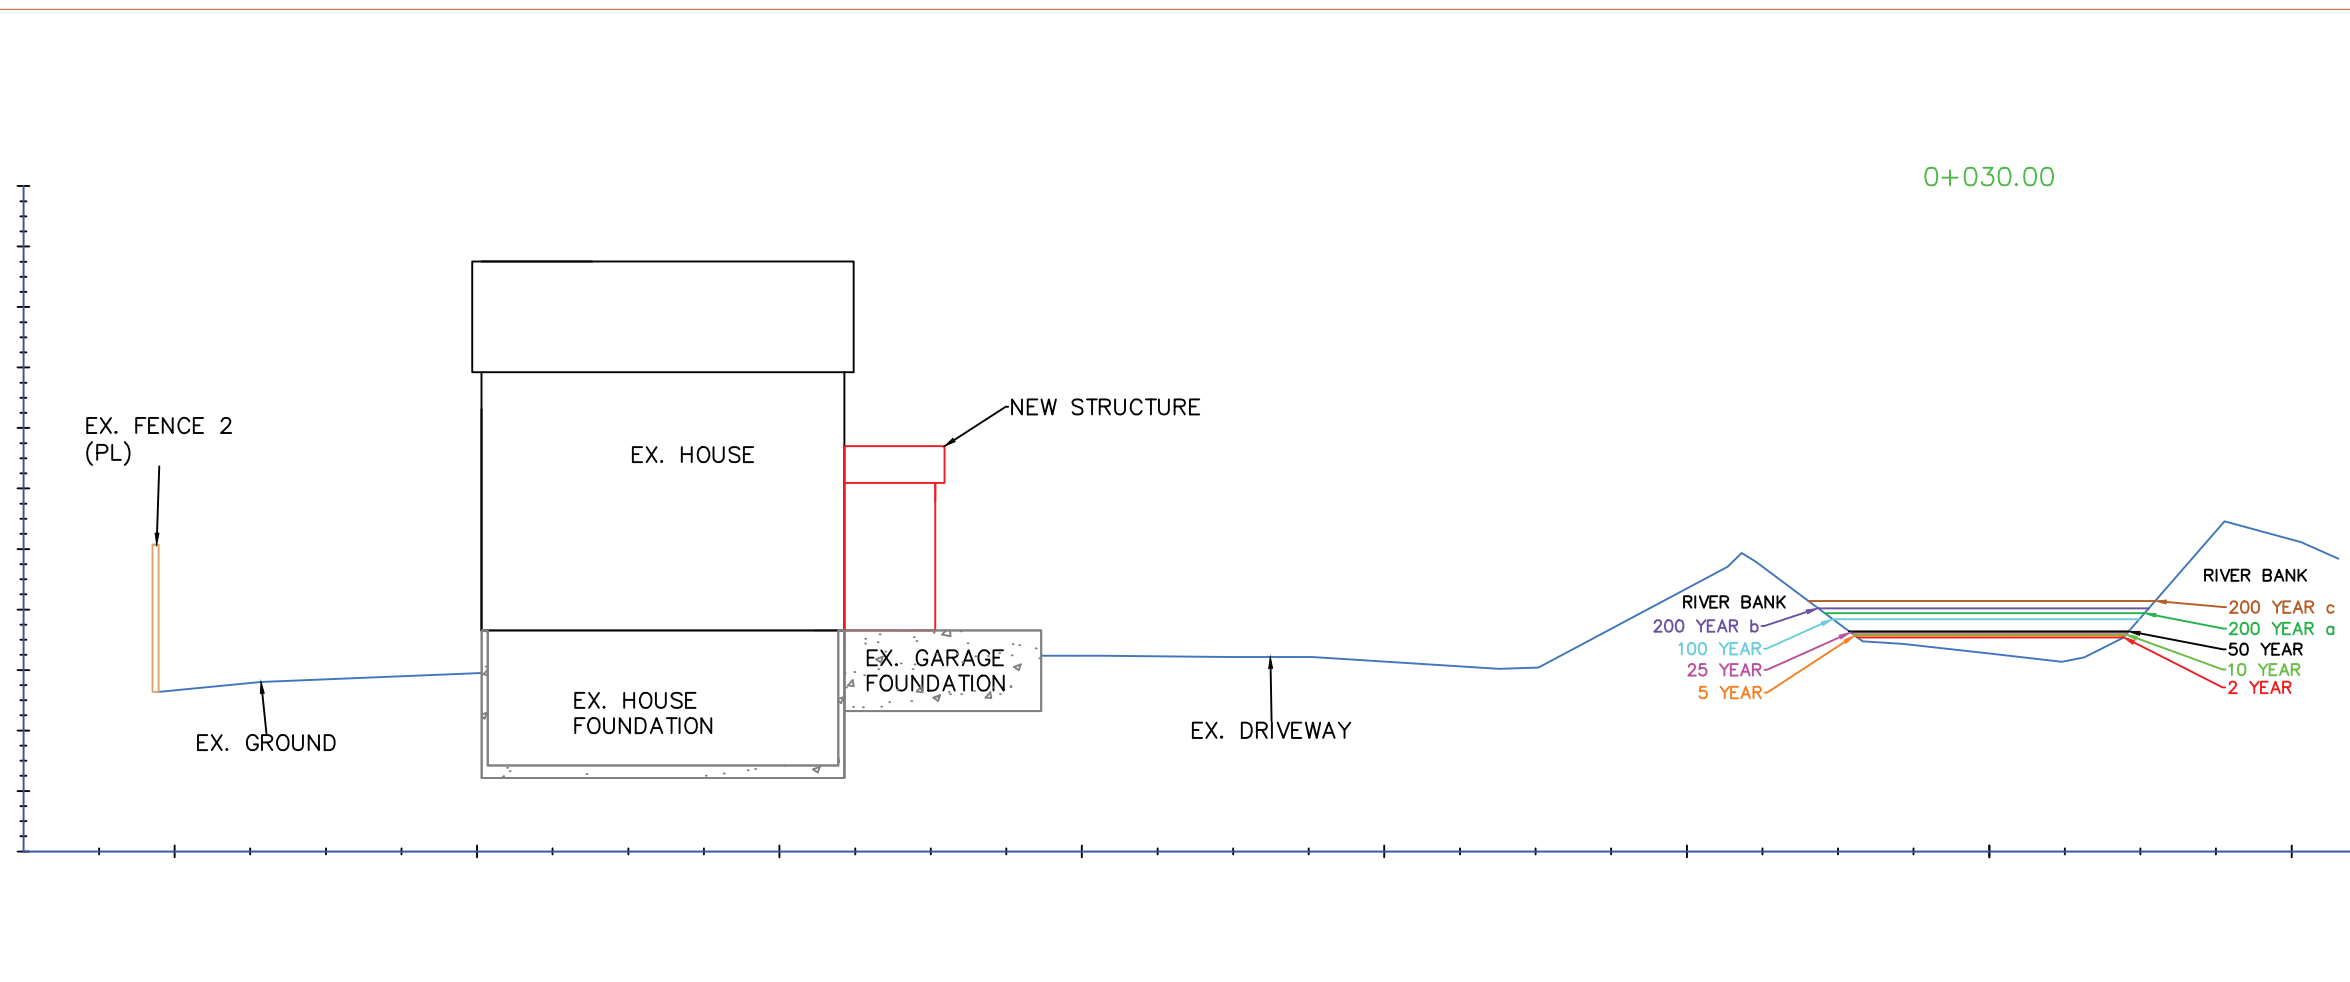 0+030.00
NEW STRUCTURE
EX. FENCE 2
(PL)
EX. HOUSE
RIVER BANK
RIVER BANK
200 YEAR c
200 YEAR b
200 YEAR a
100 YEAR
50 YEAR
25 YEAR
10 YEAR
5 YEAR
2 YEAR
EX. GARAGE
FOUNDATION
EX. HOUSE
FOUNDATION
EX. DRIVEWAY
EX. GROUND